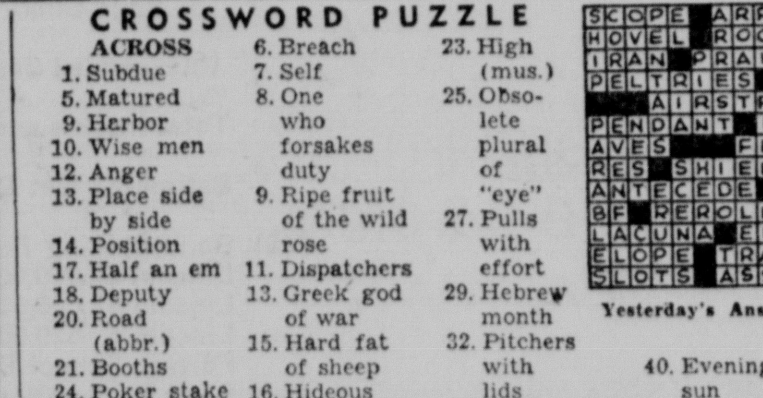 CROSSWORD PUZZLE
ACROSS
1. Subdue
5. Matured
9. Harbor
10. Wise men
12. Anger
13. Place side
by side
14. Position
17. Half an em
18. Deputy
20. Road
(abbr.)
21. Booths
24. Poker stake
6. Breach
7. Self
8. One
who
forsakes
duty
9. Ripe fruit
of the wild
rose
11. Dispatchers
13. Greek god
of war
15. Hard fat
of sheep
16. Hideous
23. High
(mus.)
25. Obso-
lete
plural
of
"eye"
27. Pulls
with
effort
29. Hebrew
month
32. Pitchers
with
lids
SCOPE ARR
HOVEL ROO
IRAN PRA
PELTRIES
AIRST
PENDANT
AVES F
RES SHIE
ANTECEDE
BF REROL
LACUNA E
ELOPE TR
SLOTS AS
Yesterday's Ans
40. Evening
sun